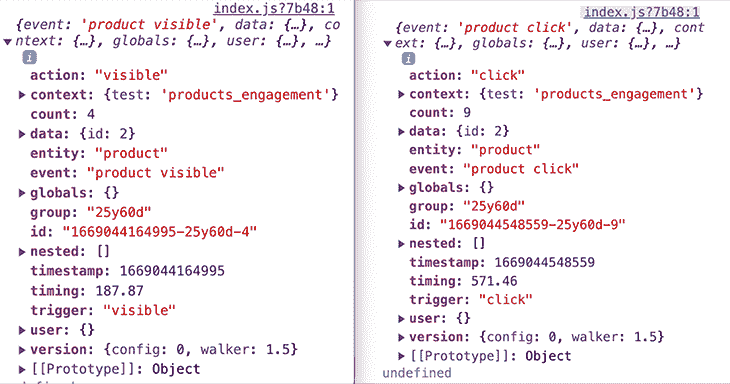 index.js?7b48:1
{event: 'product visible', data: {…}, co
ntext: {…}, globals: {…}, user: {…}, …}
i
action: "visible"
context: {test: 'products_engagement'}
count: 4
data: {id: 2}
entity: "product"
event: "product visible"
globals: {}
group: "25y60d"
id: "1669044164995-25y60d-4"
nested: []
timestamp: 1669044164995
timing: 187.87
trigger: "visible"
user: {}
version: {config: 0, walker: 1.5}
[[Prototype]]: Object
undefined
index.js?7b48:1
{event: 'product click', data: {…}, cont
ext: {…}, globals: {…}, user: {…}, …}
i
action: "click"
context: {test: 'products_engagement'}
count: 9
data: {id: 2}
entity: "product"
event: "product click"
globals: {}
group: "25y60d"
id: "1669044548559-25y60d-9"
nested: []
timestamp: 1669044548559
timing: 571.46
trigger: "click"
user: {}
version: {config: 0, walker: 1.5}
[[Prototype]]: Object
undefined